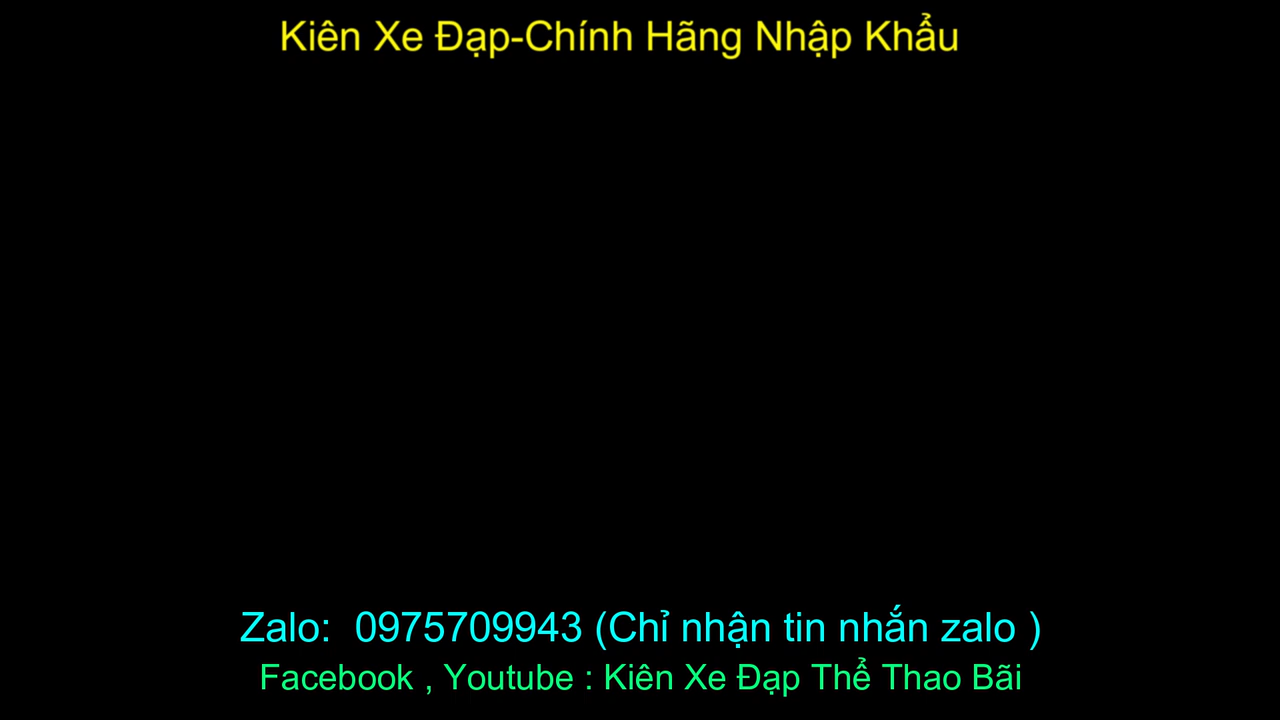 Kiên Xe Đạp-Chính Hãng Nhập Khẩu
Zalo:  0975709943 (Chỉ nhận tin nhắn zalo )
Facebook , Youtube : Kiên Xe Đạp Thể Thao Bãi